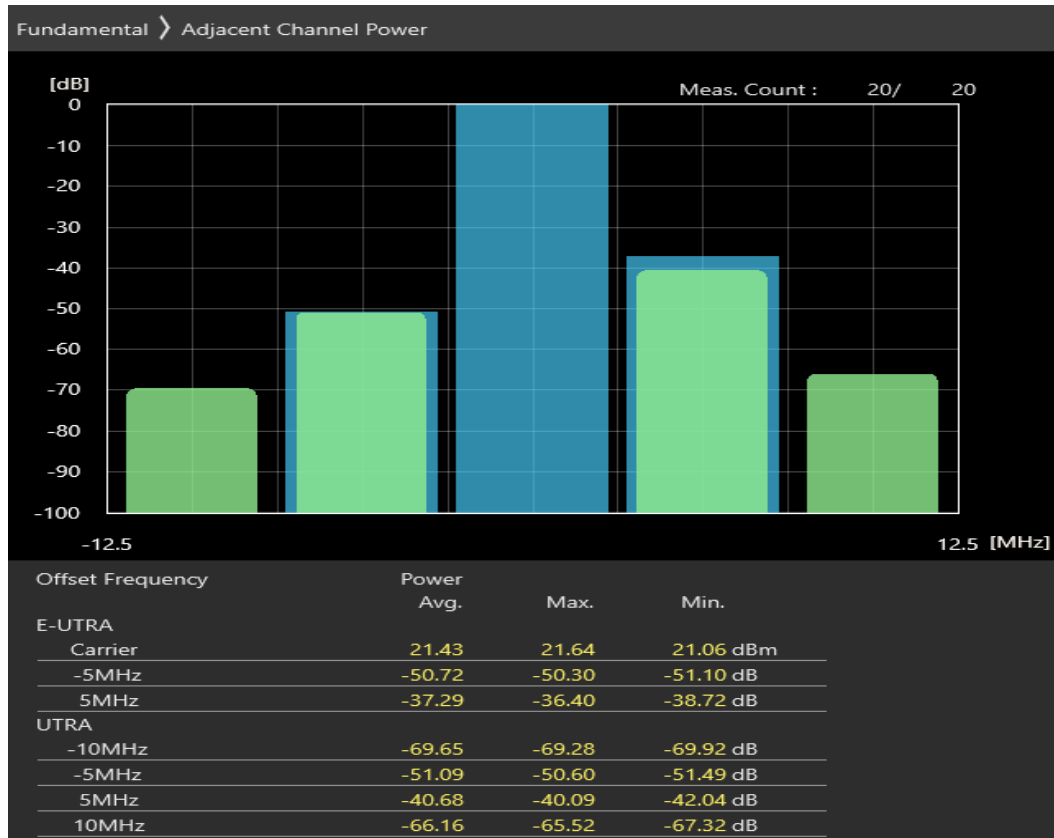 Fundamental 〉 Adjacent Channel Power
[dB]
Meas. Count : 20/ 20
0
-10
-20
-30
-40
-50
-60
-70
-80
-90
-100
-12.5 12.5 [MHz]
Offset Frequency Power
Avg. Max. Min.
E-UTRA
Carrier 21.43 21.64 21.06 dBm
-5MHz -50.72 -50.30 -51.10 dB
5MHz -37.29 -36.40 -38.72 dB
UTRA
-10MHz -69.65 -69.28 -69.92 dB
-5MHz -51.09 -50.60 -51.49 dB
5MHz -40.68 -40.09 -42.04 dB
10MHz -66.16 -65.52 -67.32 dB